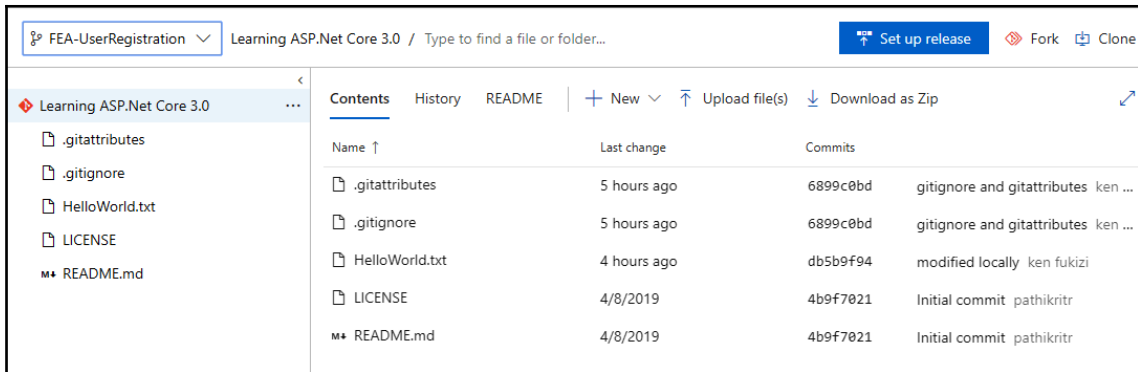 FEA-UserRegistration Learning ASP.Net Core 3.0 / Type to find a file or folder... Set up release Fork Clone
Learning ASP.Net Core 3.0 ...
.gitattributes
.gitignore
HelloWorld.txt
LICENSE
M↓ README.md
Contents History README + New Upload file(s) Download as Zip
Name ↑ Last change Commits
.gitattributes 5 hours ago 6899c0bd gitignore and gitattributes ken ...
.gitignore 5 hours ago 6899c0bd gitignore and gitattributes ken ...
HelloWorld.txt 4 hours ago db5b9f94 modified locally ken fukizi
LICENSE 4/8/2019 4b9f7021 Initial commit pathikritr
M↓ README.md 4/8/2019 4b9f7021 Initial commit pathikritr